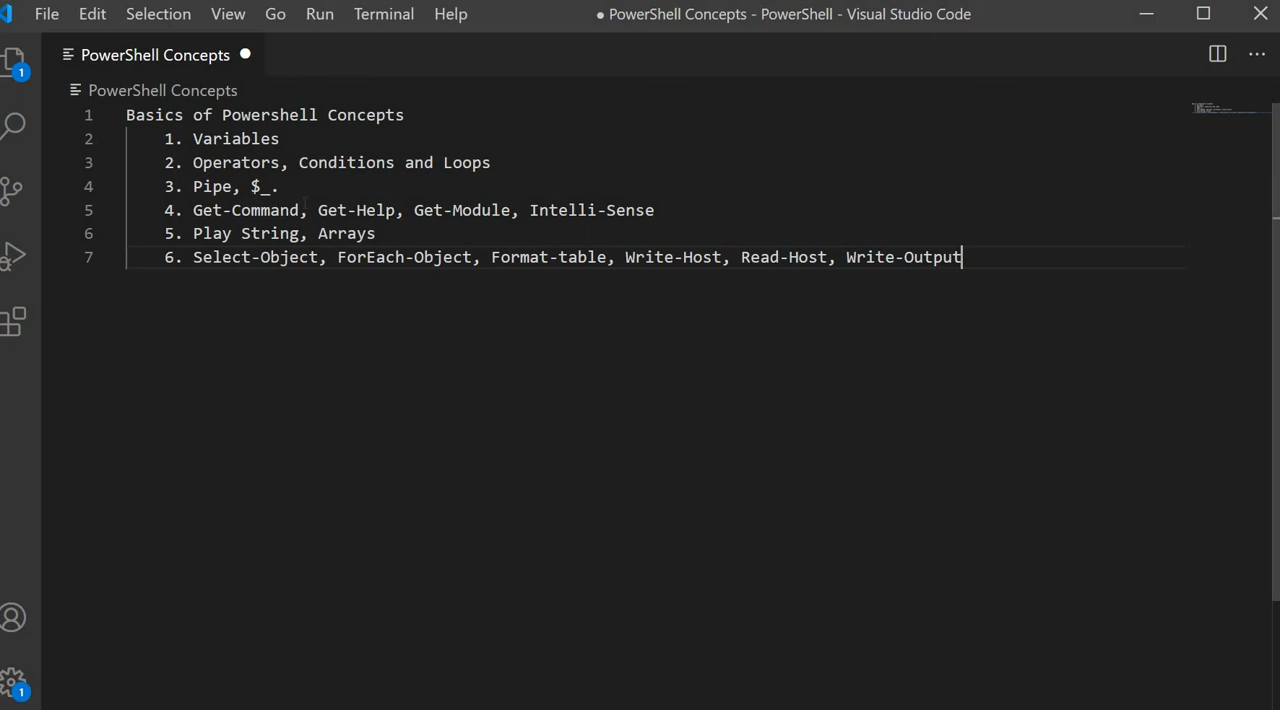 File Edit Selection View Go Run Terminal Help ● PowerShell Concepts - PowerShell - Visual Studio Code
PowerShell Concepts
PowerShell Concepts
1 Basics of Powershell Concepts
2 1. Variables
3 2. Operators, Conditions and Loops
4 3. Pipe, $_.
5 4. Get-Command, Get-Help, Get-Module, Intelli-Sense
6 5. Play String, Arrays
7 6. Select-Object, ForEach-Object, Format-table, Write-Host, Read-Host, Write-Output
1
1